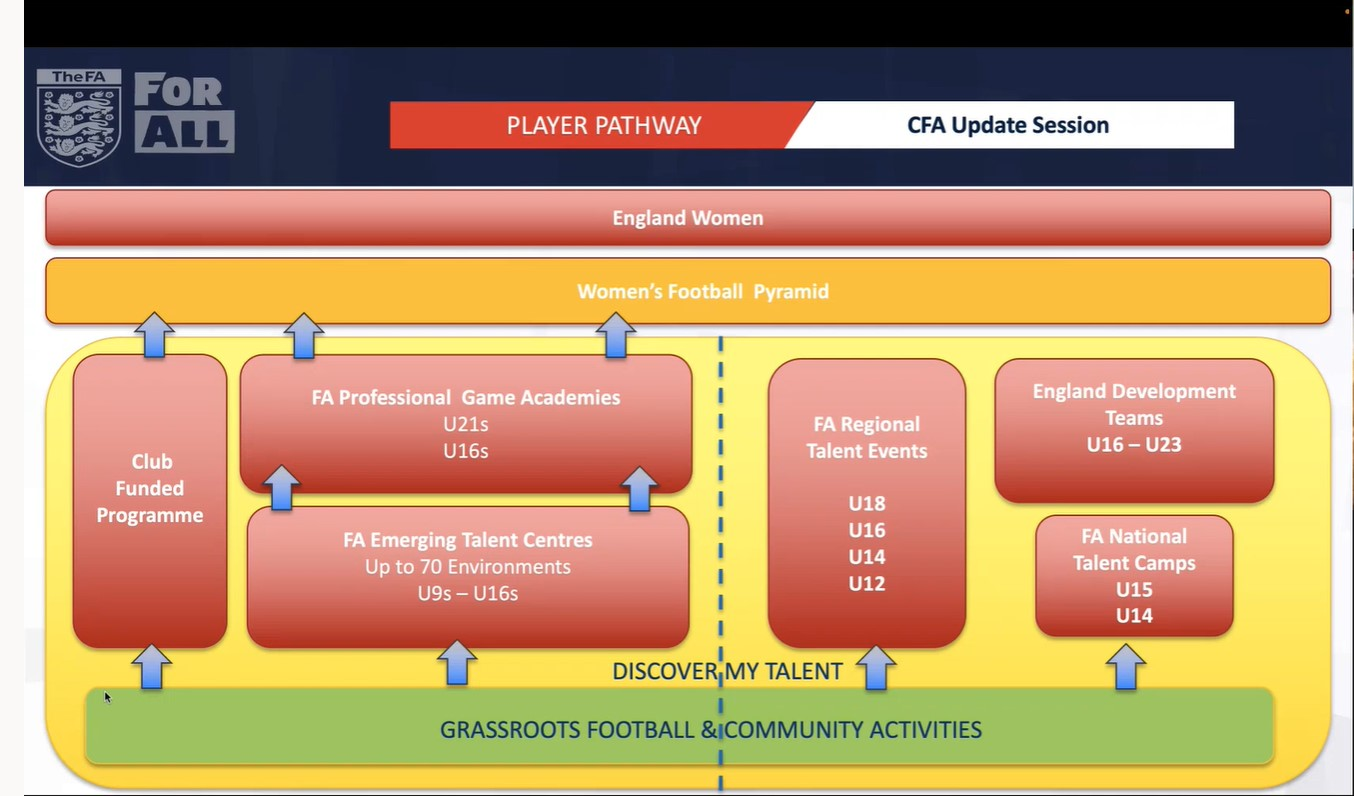 The FA
FOR
ALL
PLAYER PATHWAY
CFA Update Session
England Women
Women's Football Pyramid
Club
Funded
Programme
FA Professional Game Academies
U21s
U16s
FA Emerging Talent Centres
Up to 70 Environments
U9s – U16s
FA Regional
Talent Events
U18
U16
U14
U12
England Development
Teams
U16 – U23
FA National
Talent Camps
U15
U14
DISCOVER MY TALENT
GRASSROOTS FOOTBALL & COMMUNITY ACTIVITIES